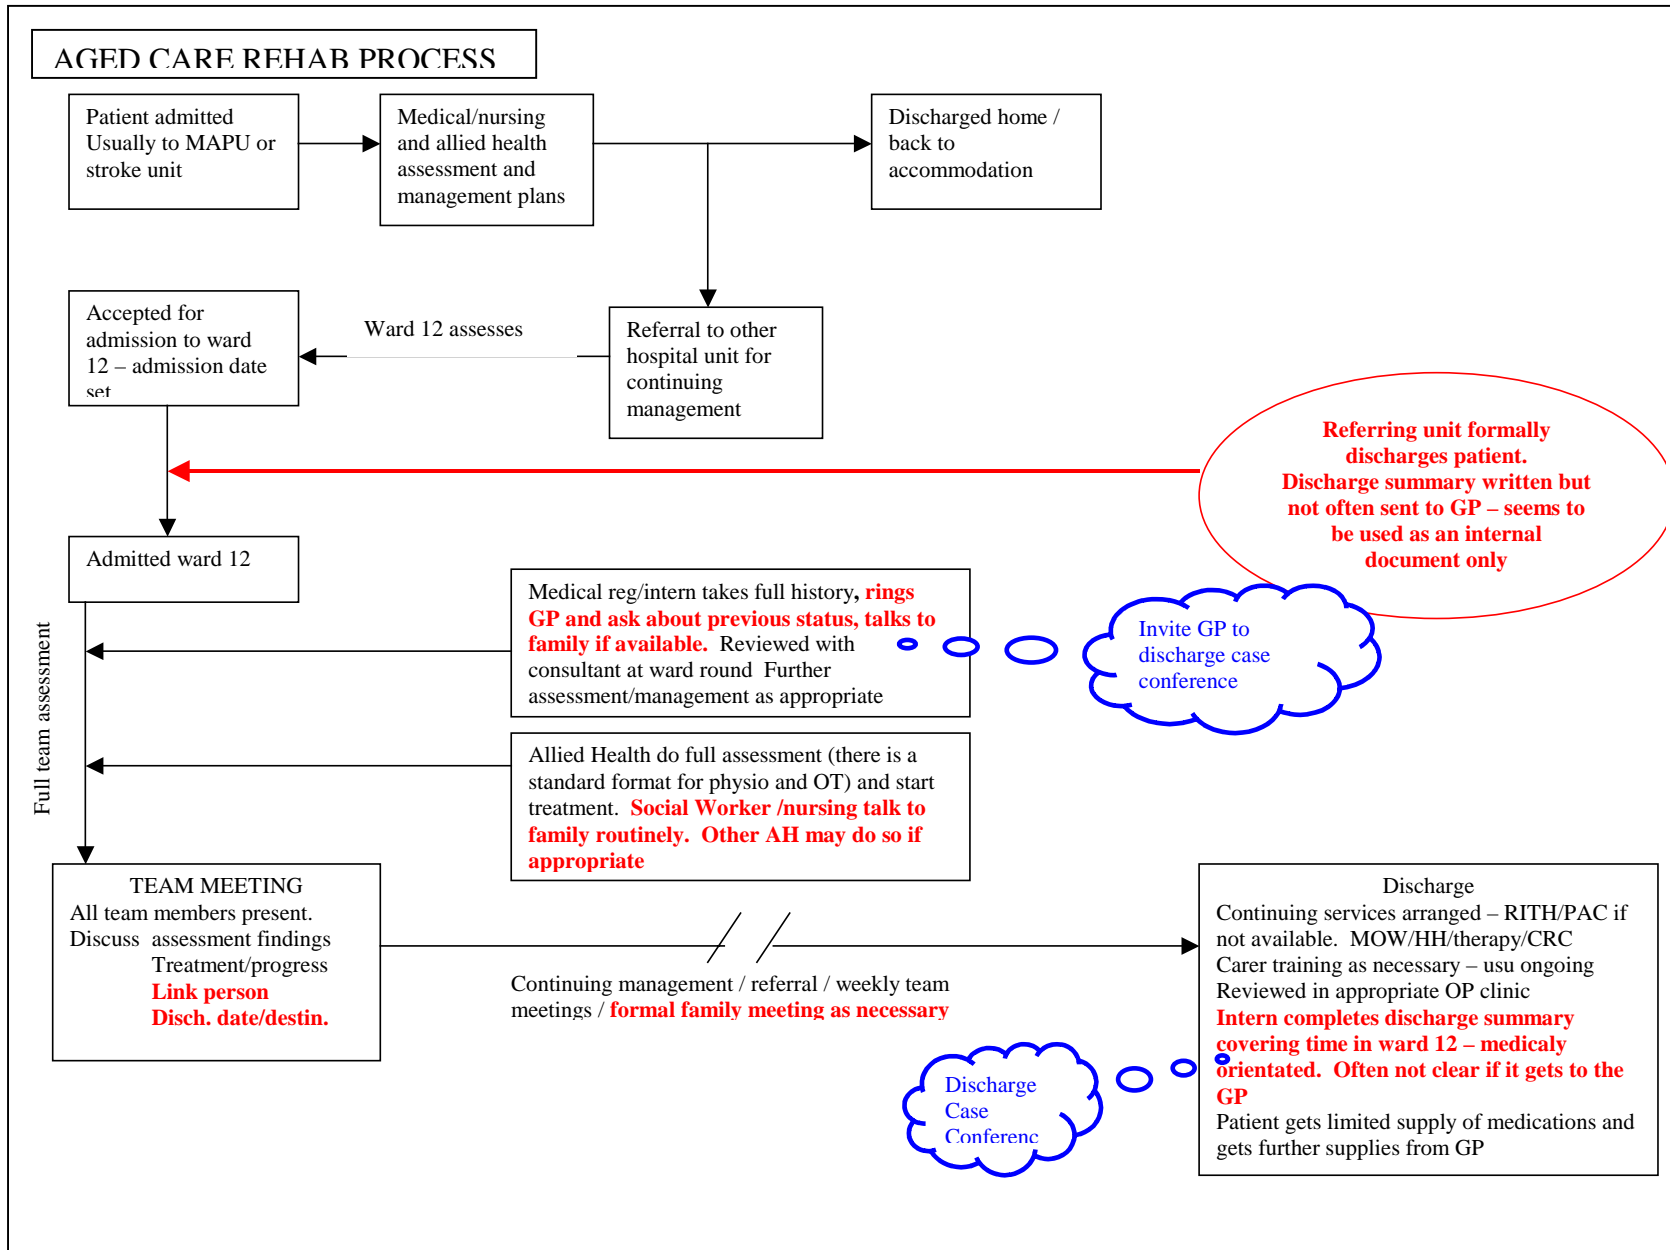 AGED CARE REHAB PROCESS
Patient admitted
Usually to MAPU or
stroke unit
Medical/nursing
and allied health
assessment and
management plans
Discharged home /
back to
accommodation
Accepted for
admission to ward
12 – admission date
set
Ward 12 assesses
Referral to other
hospital unit for
continuing
management
Referring unit formally
discharges patient.
Discharge summary written but
not often sent to GP – seems to
be used as an internal
document only
Admitted ward 12
Full team assessment
Medical reg/intern takes full history, rings
GP and ask about previous status, talks to
family if available.  Reviewed with
consultant at ward round  Further
assessment/management as appropriate
Invite GP to
discharge case
conference
Allied Health do full assessment (there is a
standard format for physio and OT) and start
treatment.  Social Worker /nursing talk to
family routinely.  Other AH may do so if
appropriate
TEAM MEETING
All team members present.
Discuss  assessment findings
Treatment/progress
Link person
Disch. date/destin.
Continuing management / referral / weekly team
meetings / formal family meeting as necessary
Discharge
Case
Conferenc
Discharge
Continuing services arranged – RITH/PAC if
not available.  MOW/HH/therapy/CRC
Carer training as necessary – usu ongoing
Reviewed in appropriate OP clinic
Intern completes discharge summary
covering time in ward 12 – medicaly
orientated.  Often not clear if it gets to the
GP
Patient gets limited supply of medications and
gets further supplies from GP